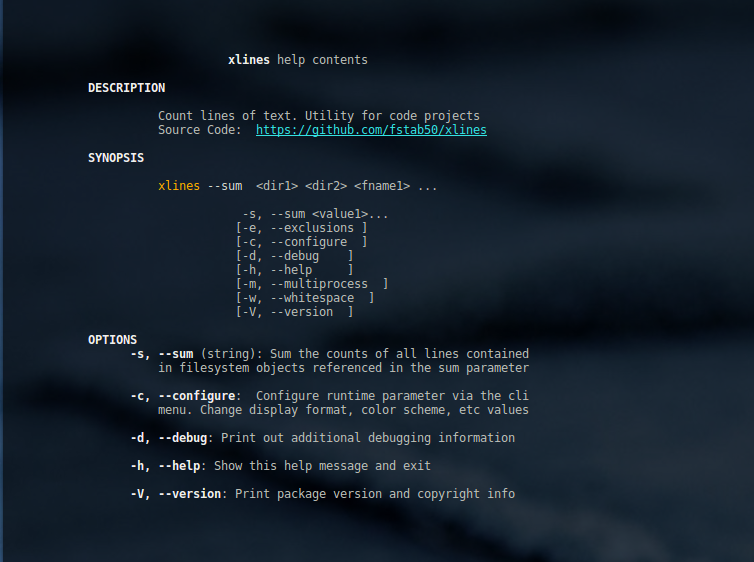 xlines help contents
DESCRIPTION
Count lines of text. Utility for code projects
Source Code:  https://github.com/fstab50/xlines
SYNOPSIS
xlines --sum  <dir1> <dir2> <fname1> ...
-s, --sum <value1>...
[-e, --exclusions ]
[-c, --configure  ]
[-d, --debug    ]
[-h, --help     ]
[-m, --multiprocess  ]
[-w, --whitespace  ]
[-V, --version  ]
OPTIONS
-s, --sum (string): Sum the counts of all lines contained
in filesystem objects referenced in the sum parameter
-c, --configure:  Configure runtime parameter via the cli
menu. Change display format, color scheme, etc values
-d, --debug: Print out additional debugging information
-h, --help: Show this help message and exit
-V, --version: Print package version and copyright info